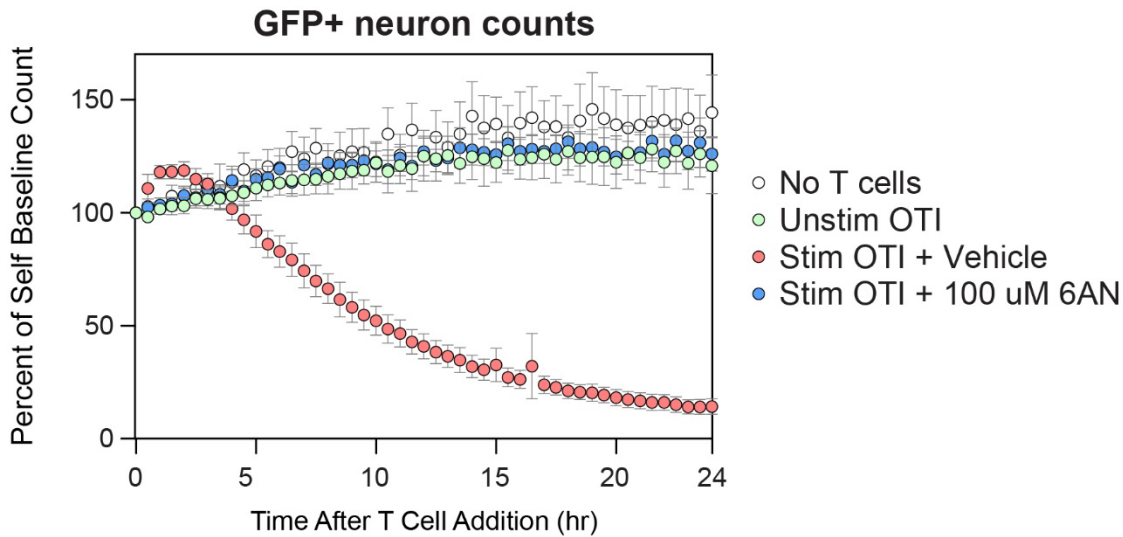 GFP+ neuron counts
Percent of Self Baseline Count
150
100
50
0
0 5 10 15 20 24
Time After T Cell Addition (hr)
No T cells
Unstim OTI
Stim OTI + Vehicle
Stim OTI + 100 uM 6AN